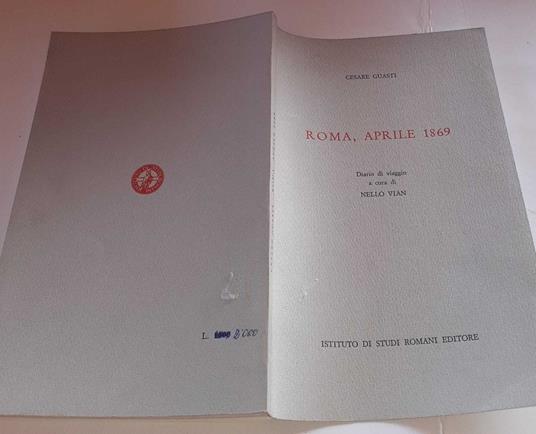 CESARE GUASTI
ROMA, APRILE 1869
Diario di viaggio
a cura di
NELLO VIAN
ISTITUTO DI STUDI ROMANI EDITORE
L.